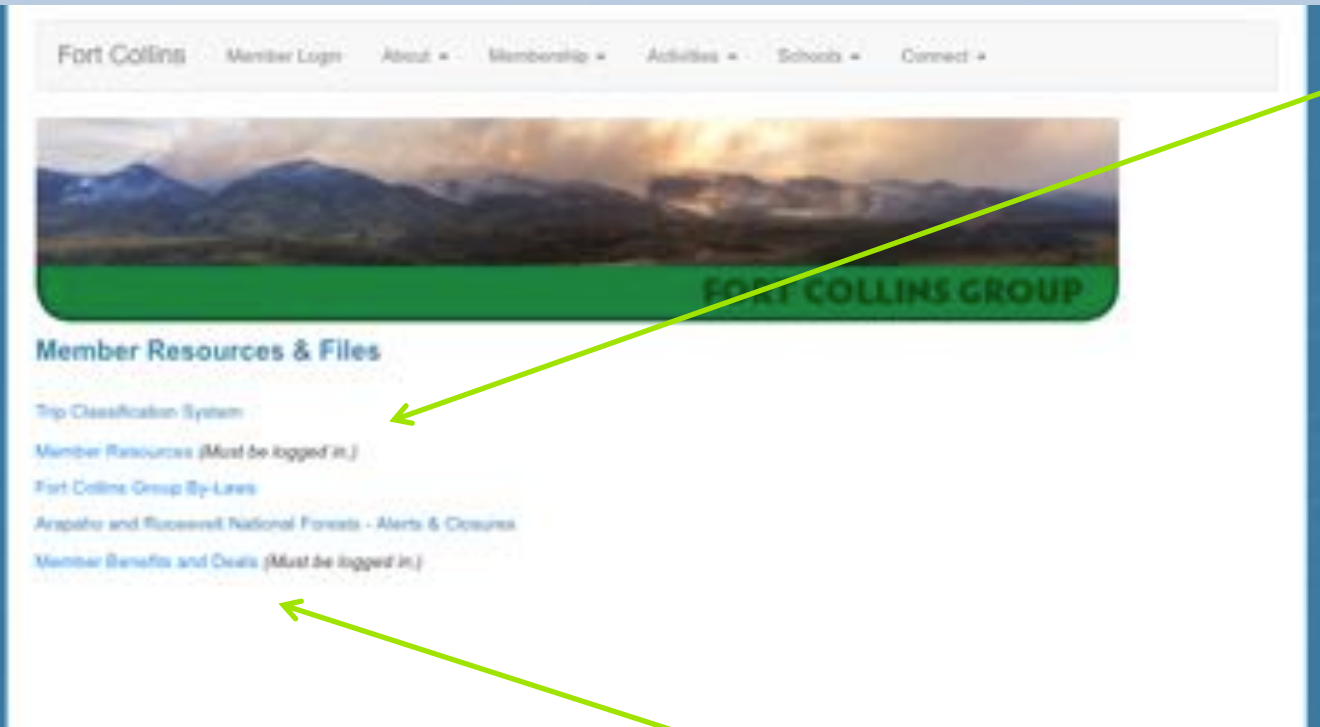 Fort Collins Member Login About Membership Activities Schools Connect
FORT COLLINS GROUP
Member Resources & Files
Trip Classification System
Member Resources (Must be logged in.)
Fort Collins Group By-Laws
Arapaho and Roosevelt National Forests - Alerts & Closures
Member Benefits and Deals (Must be logged in.)